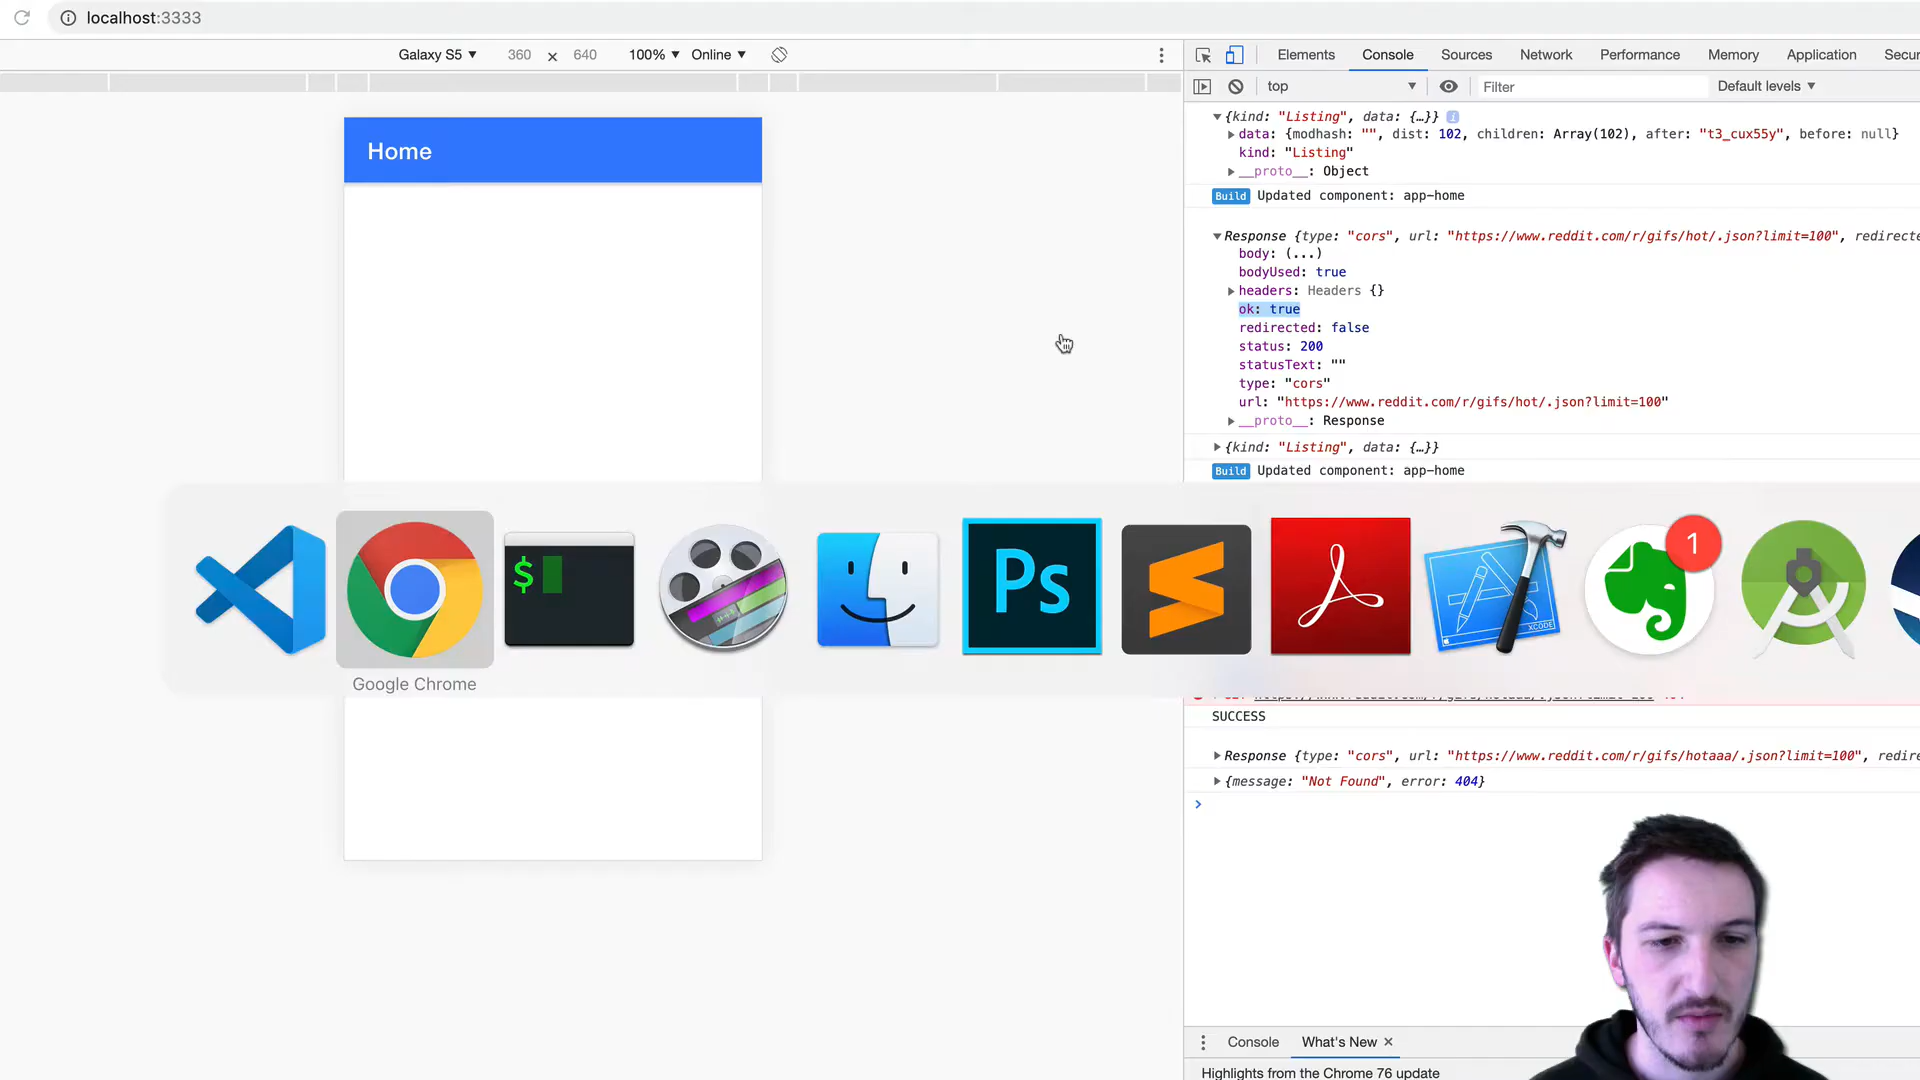 localhost:3333
Galaxy S5 ▼ 360 × 640 100% ▼ Online ▼
Elements Console Sources Network Performance Memory Application Secur
top ▼ Filter Default levels ▼
▼{kind: "Listing", data: {…}} i
▶data: {modhash: "", dist: 102, children: Array(102), after: "t3_cux55y", before: null}
kind: "Listing"
▶__proto__: Object
Build Updated component: app-home
▼Response {type: "cors", url: "https://www.reddit.com/r/gifs/hot/.json?limit=100", redirecte
body: (...)
bodyUsed: true
▶headers: Headers {}
ok: true
redirected: false
status: 200
statusText: ""
type: "cors"
url: "https://www.reddit.com/r/gifs/hot/.json?limit=100"
▶__proto__: Response
▶{kind: "Listing", data: {…}}
Build Updated component: app-home
Home
$
Ps
XCODE
1
Google Chrome
SUCCESS
▶Response {type: "cors", url: "https://www.reddit.com/r/gifs/hotaaa/.json?limit=100", redire
▶{message: "Not Found", error: 404}
Console What's New ×
Highlights from the Chrome 76 update